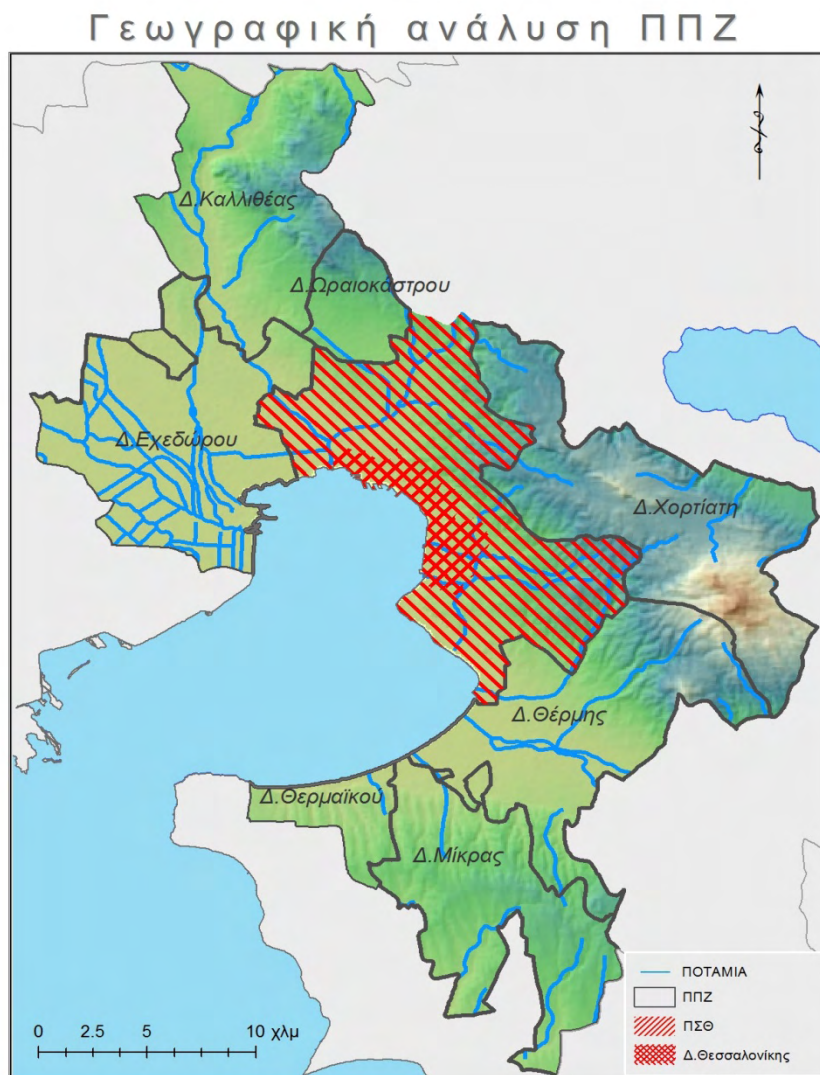 Γεωγραφική ανάλυση ΠΠΖ
Δ.Καλλιθέας
Δ.Ωραιοκάστρου
Δ.Εχεδώρου
Δ.Χορτιάτη
Δ.Θέρμης
Δ.Θερμαϊκού
Δ.Μίκρας
ΠΟΤΑΜΙΑ
ΠΠΖ
ΠΣΘ
Δ.Θεσσαλονίκης
0 2.5 5 10 χλμ